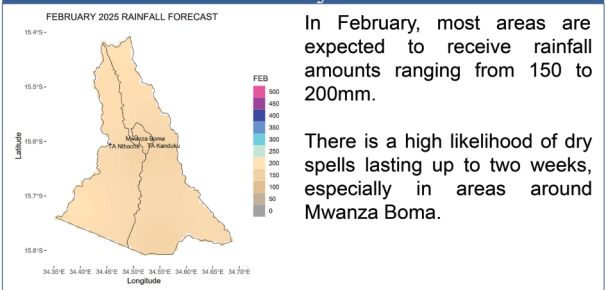 FEBRUARY 2025 RAINFALL FORECAST
15.4°S
15.5°S
15.6°S
15.7°S
15.8°S
Latitude
Mwanza Boma
TA Nthache
TA Kanduku
34.35°E 34.40°E 34.45°E 34.50°E 34.55°E 34.60°E 34.65°E 34.70°E
Longitude
FEB
500
450
400
350
300
250
200
150
100
50
0
In February, most areas are
expected to receive rainfall
amounts ranging from 150 to
200mm.
There is a high likelihood of dry
spells lasting up to two weeks,
especially in areas around
Mwanza Boma.